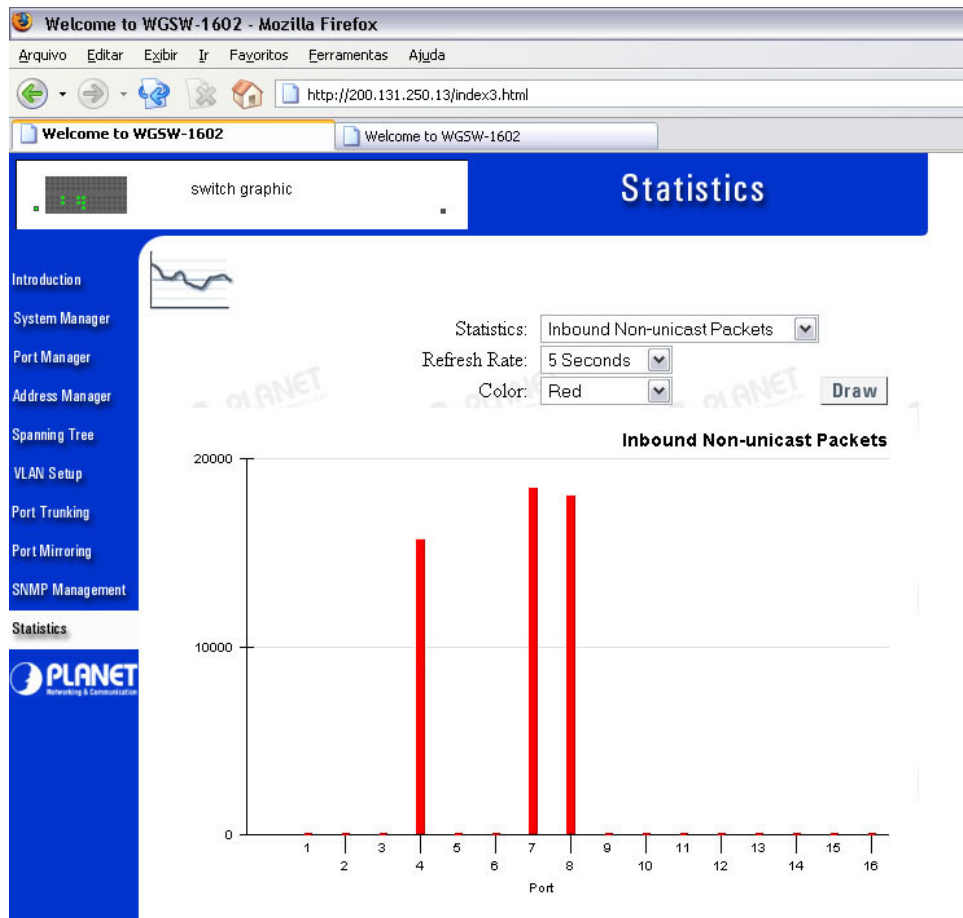 Welcome to WGSW-1602 - Mozilla Firefox
Arquivo Editar Exibir Ir Favoritos Ferramentas Ajuda
http://200.131.250.13/index3.html
Welcome to WGSW-1602
Welcome to WGSW-1602
switch graphic
Statistics
Introduction
System Manager
Port Manager
Address Manager
Spanning Tree
VLAN Setup
Port Trunking
Port Mirroring
SNMP Management
Statistics
PLANET
Networking & Communication
Statistics: Inbound Non-unicast Packets
Refresh Rate: 5 Seconds
Color: Red
Draw
PLANET
PLANET
Inbound Non-unicast Packets
20000
10000
0
1 2 3 4 5 6 7 8 9 10 11 12 13 14 15 16
Port